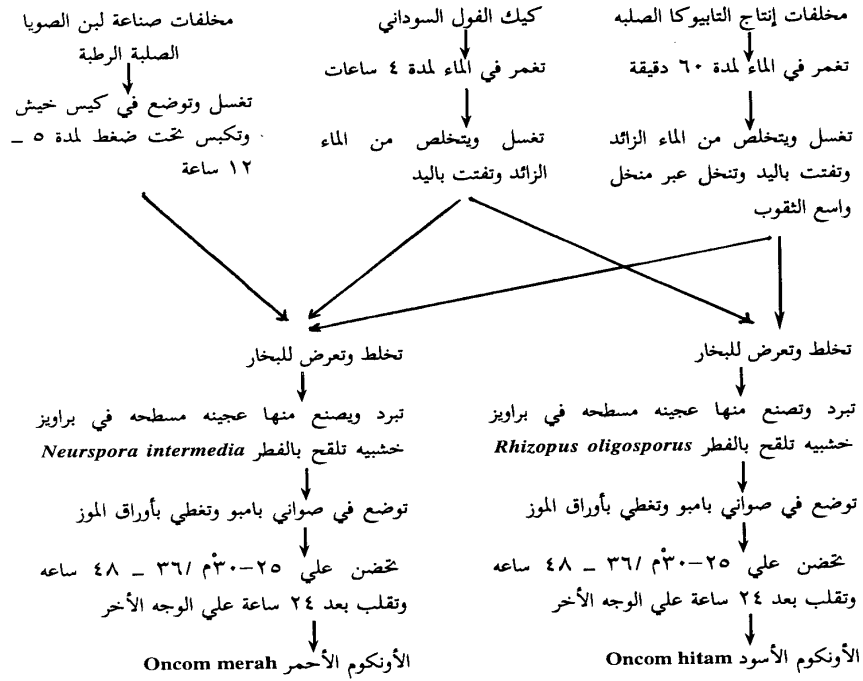 مخلفات إنتاج التابيوكا الصلبه
تغمر في الماء لمدة ٦٠ دقيقة
تغسل ويتخلص من الماء الزائد
وتفتت باليد وتنخل عبر منخل
واسع الثقوب
كيك الفول السوداني
تغمر في الماء لمدة ٤ ساعات
تغسل ويتخلص من الماء
الزائد وتفتت باليد
مخلفات صناعة لبن الصويا
الصلبة الرطبة
تغسل وتوضع في كيس خيش
وتكبس تحت ضغط لمدة ٥ –
١٢ ساعة
تخلط وتعرض للبخار
تبرد وتصنع منها عجينه مسطحه في براويز
خشبيه تلقح بالفطر Rhizopus oligosporus
توضع في صواني بامبو وتغطي بأوراق الموز
تحضن علي ٢٥–٣٠°م /٣٦ – ٤٨ ساعه
وتقلب بعد ٢٤ ساعة علي الوجه الأخر
الأونكوم الأسود Oncom hitam
تخلط وتعرض للبخار
تبرد ويصنع منها عجينه مسطحه في براويز
خشبيه تلقح بالفطر Neurspora intermedia
توضع في صواني بامبو وتغطي بأوراق الموز
تحضن علي ٢٥–٣٠°م /٣٦ – ٤٨ ساعه
وتقلب بعد ٢٤ ساعة علي الوجه الأخر
الأونكوم الأحمر Oncom merah